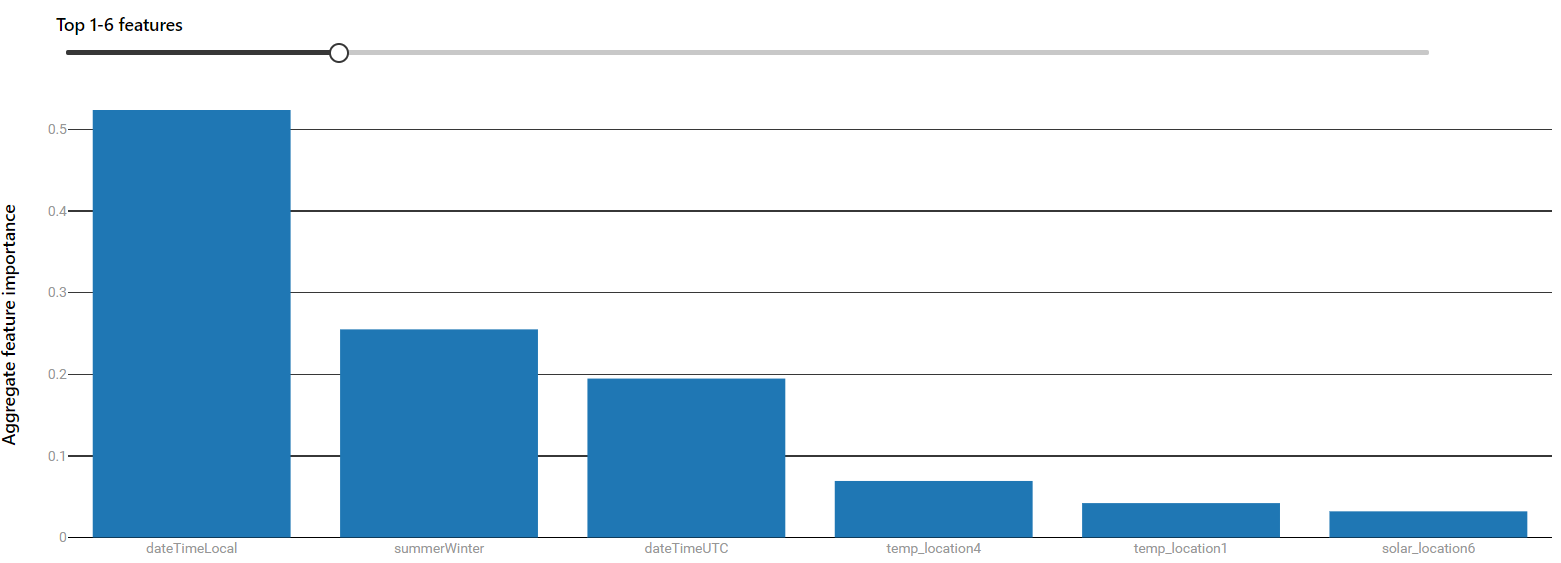 Top 1-6 features
Aggregate feature importance
0.5
0.4
0.3
0.2
0.1
0
dateTimeLocal
summerWinter
dateTimeUTC
temp_location4
temp_location1
solar_location6